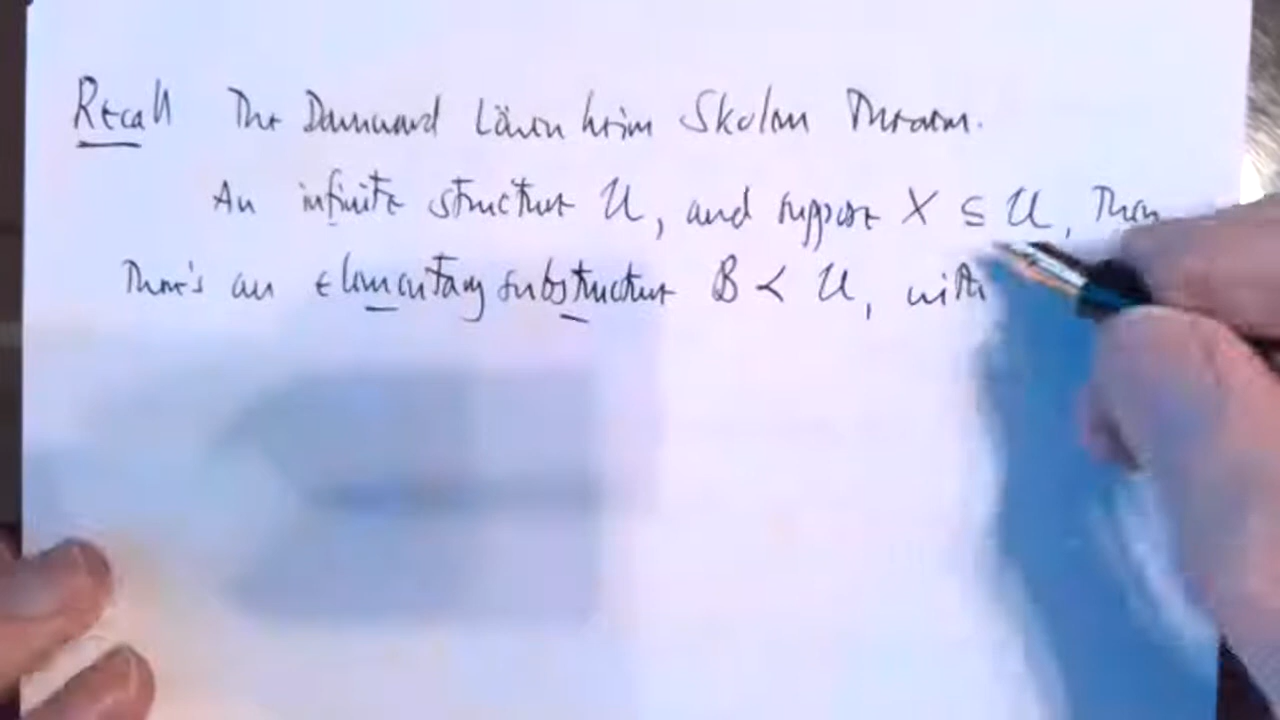 Recall The Downward Löwenheim Skolem Theorem.
An infinite structure U, and suppose X ⊆ U, Then
There's an elementary substructure B ≺ U, with